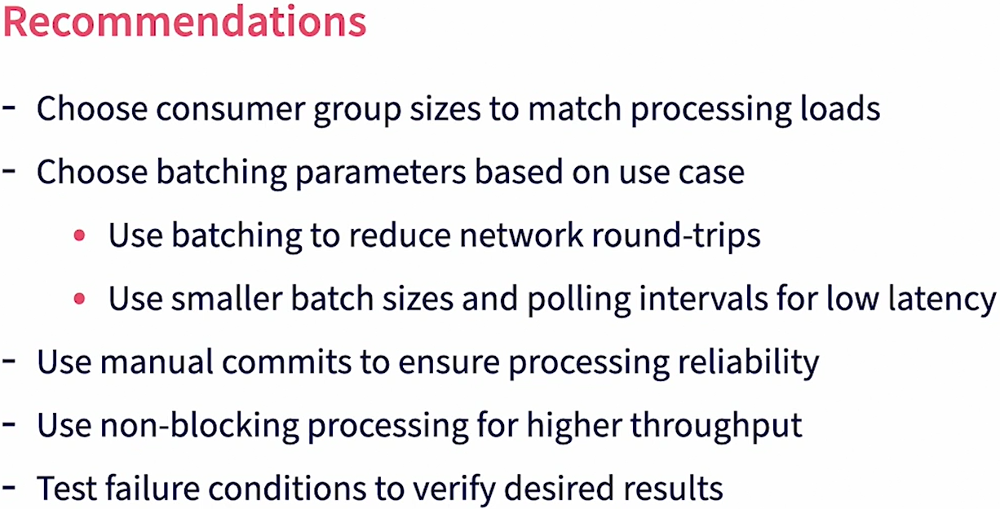 Recommendations
- Choose consumer group sizes to match processing loads
- Choose batching parameters based on use case
• Use batching to reduce network round-trips
• Use smaller batch sizes and polling intervals for low latency
- Use manual commits to ensure processing reliability
- Use non-blocking processing for higher throughput
- Test failure conditions to verify desired results